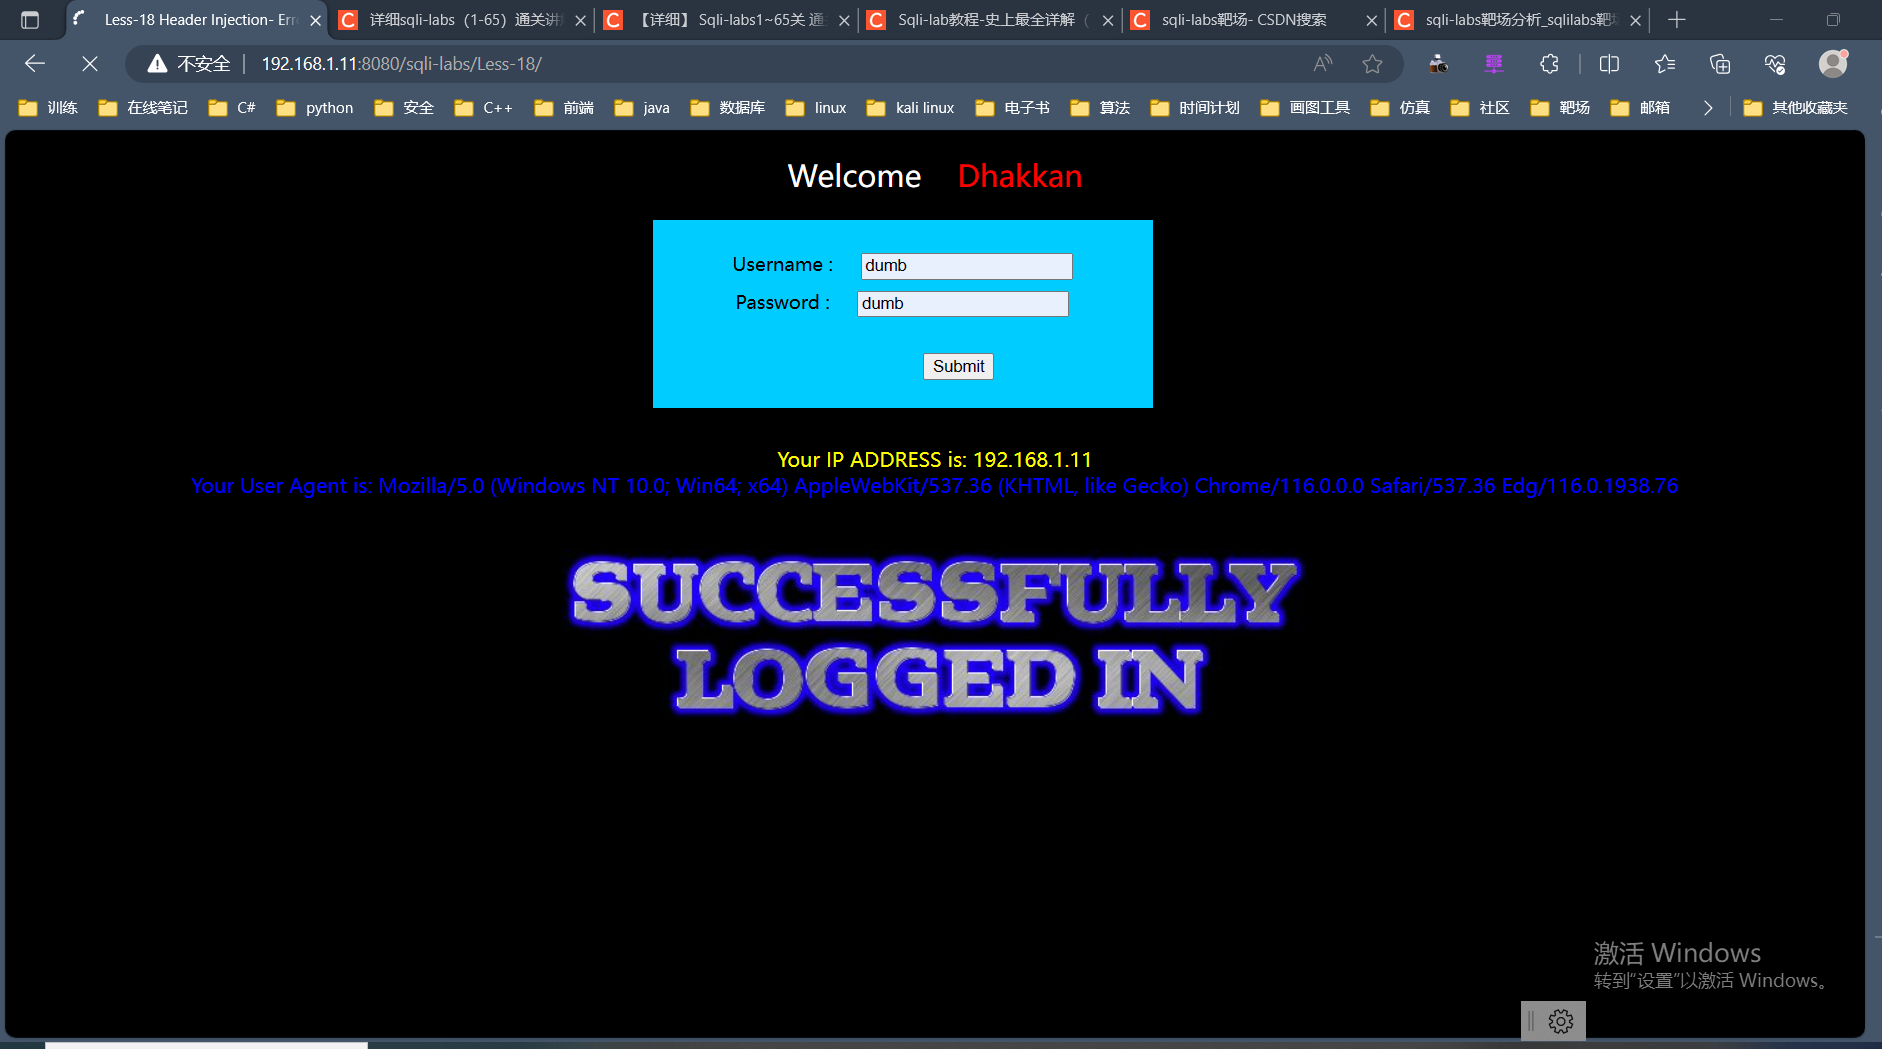 Less-18 Header Injection- Erro
详细sqli-labs（1-65）通关讲解
【详细】Sqli-labs1~65关 通
Sqli-lab教程-史上最全详解（
sqli-labs靶场- CSDN搜索
sqli-labs靶场分析_sqlilabs靶场
不安全 192.168.1.11:8080/sqli-labs/Less-18/
训练 在线笔记 C# python 安全 C++ 前端 java 数据库 linux kali linux 电子书 算法 时间计划 画图工具 仿真 社区 靶场 邮箱 其他收藏夹
Welcome Dhakkan
Username : dumb
Password : dumb
Submit
Your IP ADDRESS is: 192.168.1.11
Your User Agent is: Mozilla/5.0 (Windows NT 10.0; Win64; x64) AppleWebKit/537.36 (KHTML, like Gecko) Chrome/116.0.0.0 Safari/537.36 Edg/116.0.1938.76
SUCCESSFULLY
LOGGED IN
激活 Windows
转到“设置”以激活 Windows。